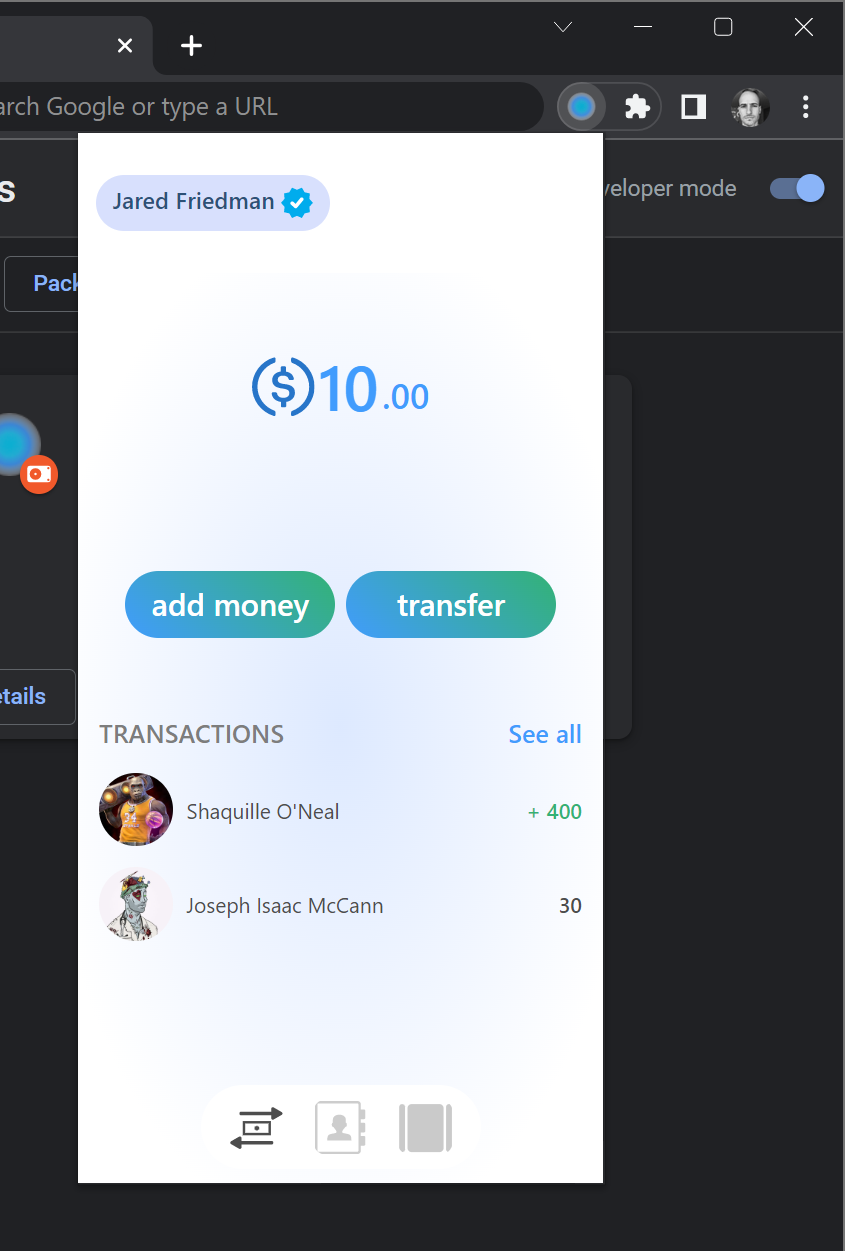 arch Google or type a URL
s
veloper mode
Jared Friedman
Pack
$10.00
add money
transfer
etails
TRANSACTIONS
See all
Shaquille O'Neal
+ 400
34
Joseph Isaac McCann
30